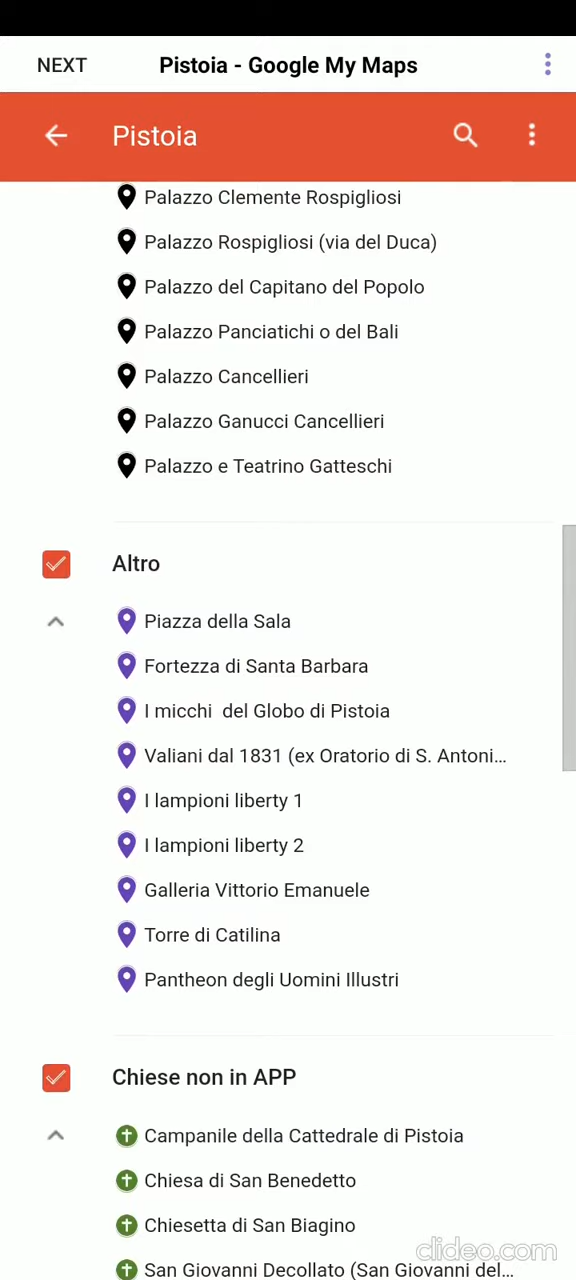 NEXT Pistoia - Google My Maps
Pistoia
Palazzo Clemente Rospigliosi
Palazzo Rospigliosi (via del Duca)
Palazzo del Capitano del Popolo
Palazzo Panciatichi o del Bali
Palazzo Cancellieri
Palazzo Ganucci Cancellieri
Palazzo e Teatrino Gatteschi
Altro
Piazza della Sala
Fortezza di Santa Barbara
I micchi  del Globo di Pistoia
Valiani dal 1831 (ex Oratorio di S. Antoni...
I lampioni liberty 1
I lampioni liberty 2
Galleria Vittorio Emanuele
Torre di Catilina
Pantheon degli Uomini Illustri
Chiese non in APP
Campanile della Cattedrale di Pistoia
Chiesa di San Benedetto
Chiesetta di San Biagino
San Giovanni Decollato (San Giovanni del...
clideo.com